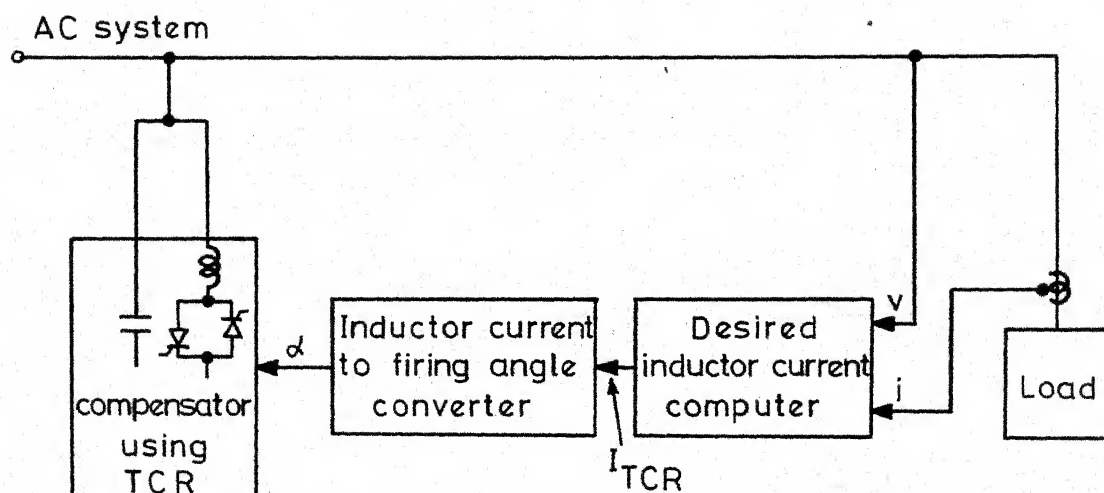 AC system
v
Inductor current
to firing angle
converter
Desired
inductor current
computer
α
i
Load
compensator
using
TCR
I_TCR